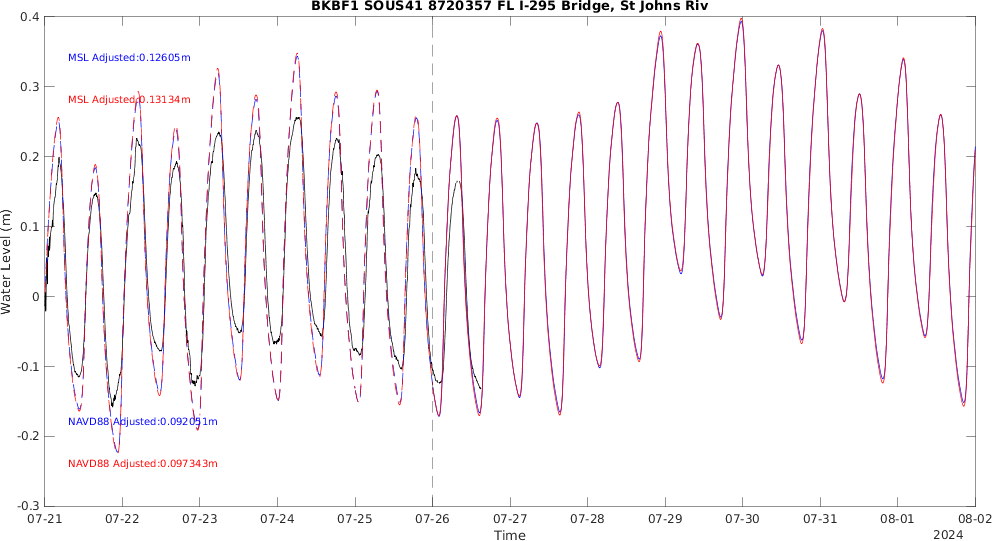 BKBF1 SOUS41 8720357 FL I-295 Bridge, St Johns Riv
0.4
MSL Adjusted:0.12605m
0.3
MSL Adjusted:0.13134m
0.2
0.1
Water Level (m)
0
-0.1
-0.2
NAVD88 Adjusted:0.092051m
NAVD88 Adjusted:0.097343m
-0.3
07-21 07-22 07-23 07-24 07-25 07-26 07-27 07-28 07-29 07-30 07-31 08-01 08-02
Time
2024